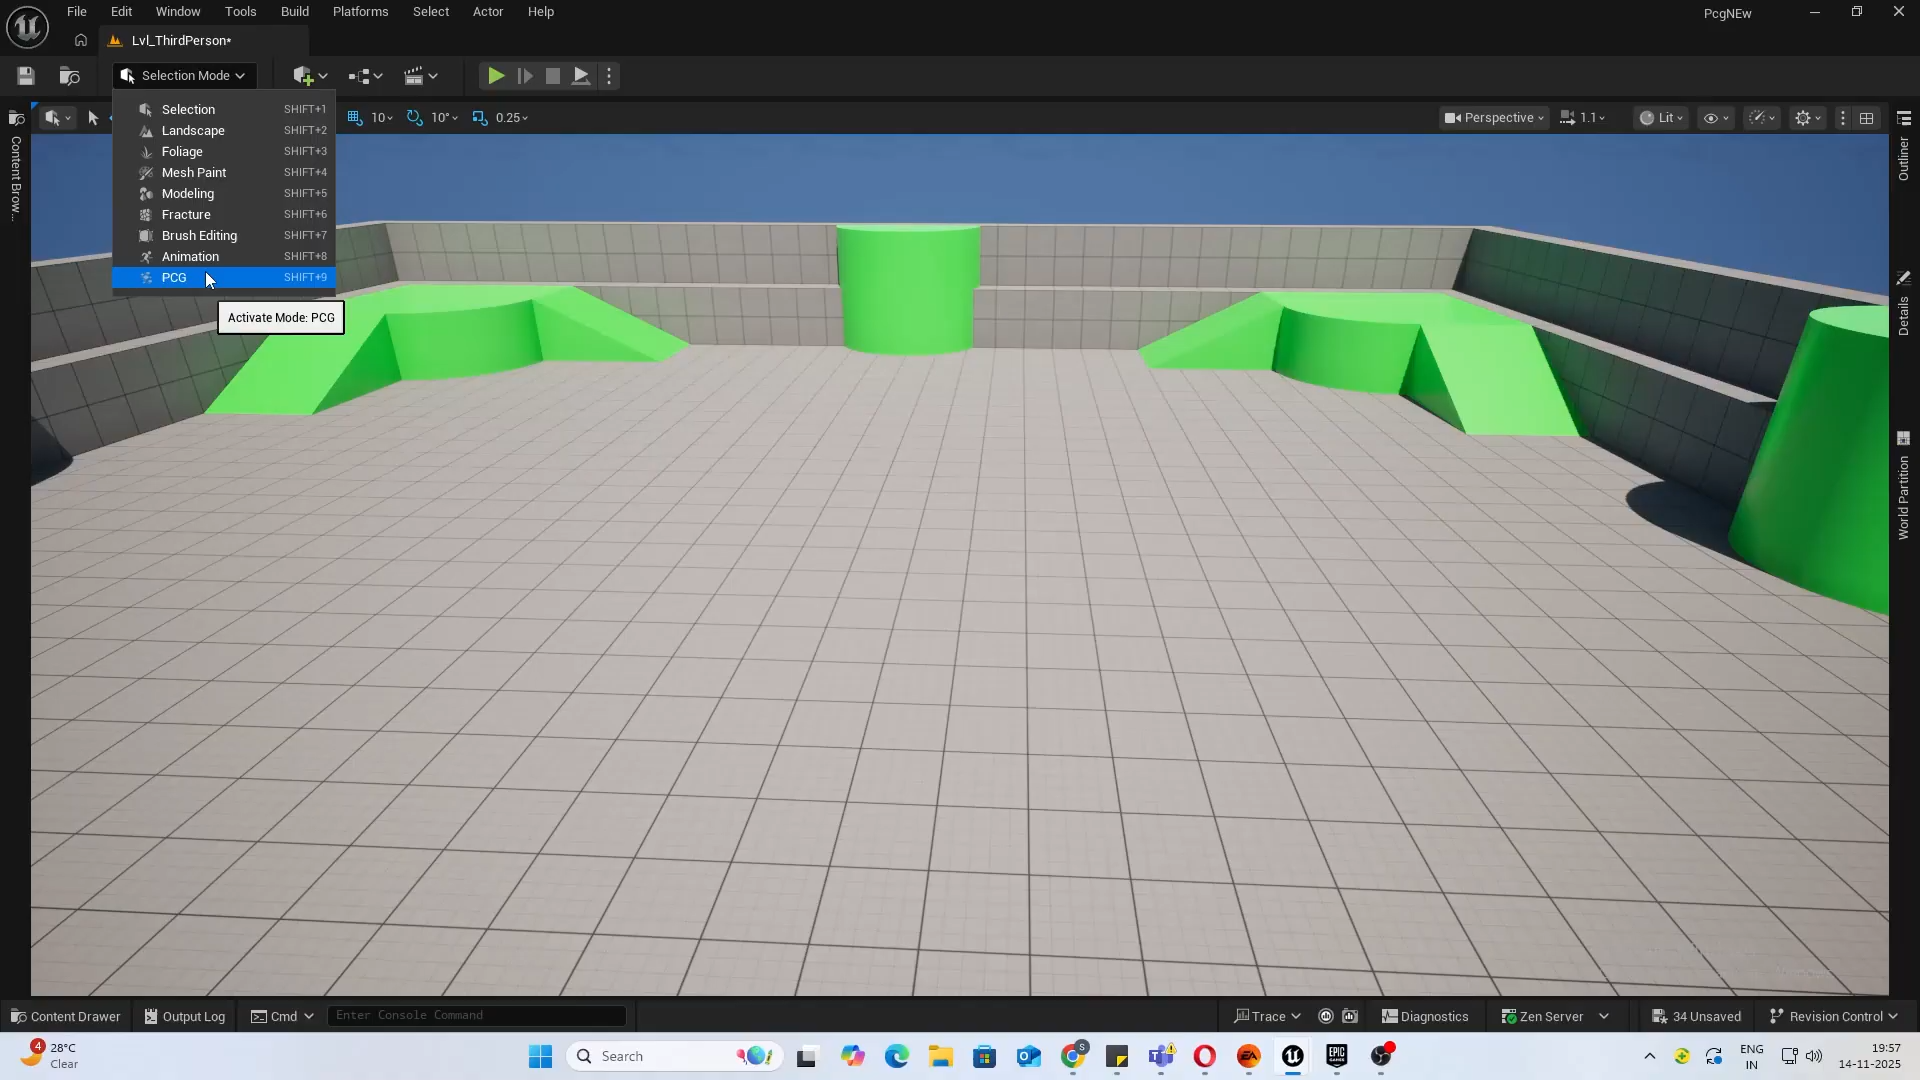 File Edit Window Tools Build Platforms Select Actor Help
PcgNEw
Lvl_ThirdPerson*
Selection Mode
Selection SHIFT+1
Landscape SHIFT+2
Foliage SHIFT+3
Mesh Paint SHIFT+4
Modeling SHIFT+5
Fracture SHIFT+6
Brush Editing SHIFT+7
Animation SHIFT+8
PCG SHIFT+9
Activate Mode: PCG
10
10°
0.25
Perspective
1.1
Lit
Content Brow...
Outliner
Details
World Partition
Content Drawer
Output Log
Cmd
Enter Console Command
Trace
Diagnostics
Zen Server
34 Unsaved
Revision Control
4
28°C
Clear
Search
S
EA
EPIC GAMES
ENG
IN
19:57
14-11-2025